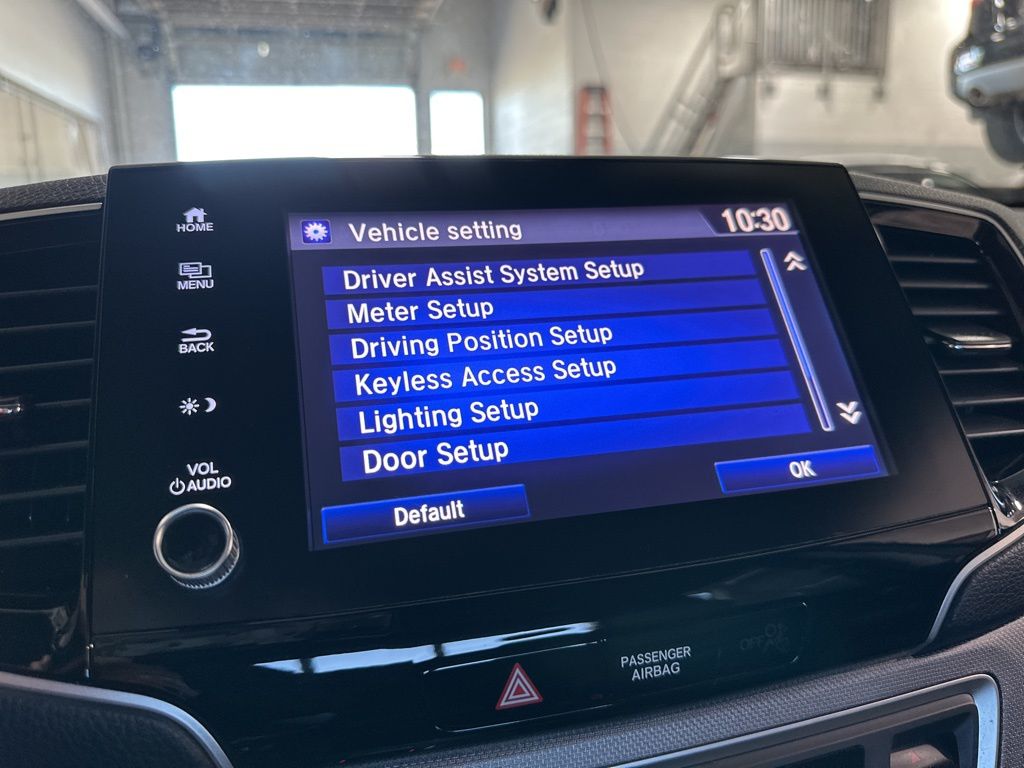 HOME
MENU
BACK
VOL
AUDIO
Vehicle setting
10:30
Driver Assist System Setup
Meter Setup
Driving Position Setup
Keyless Access Setup
Lighting Setup
Door Setup
Default
OK
PASSENGER
AIRBAG
OFF